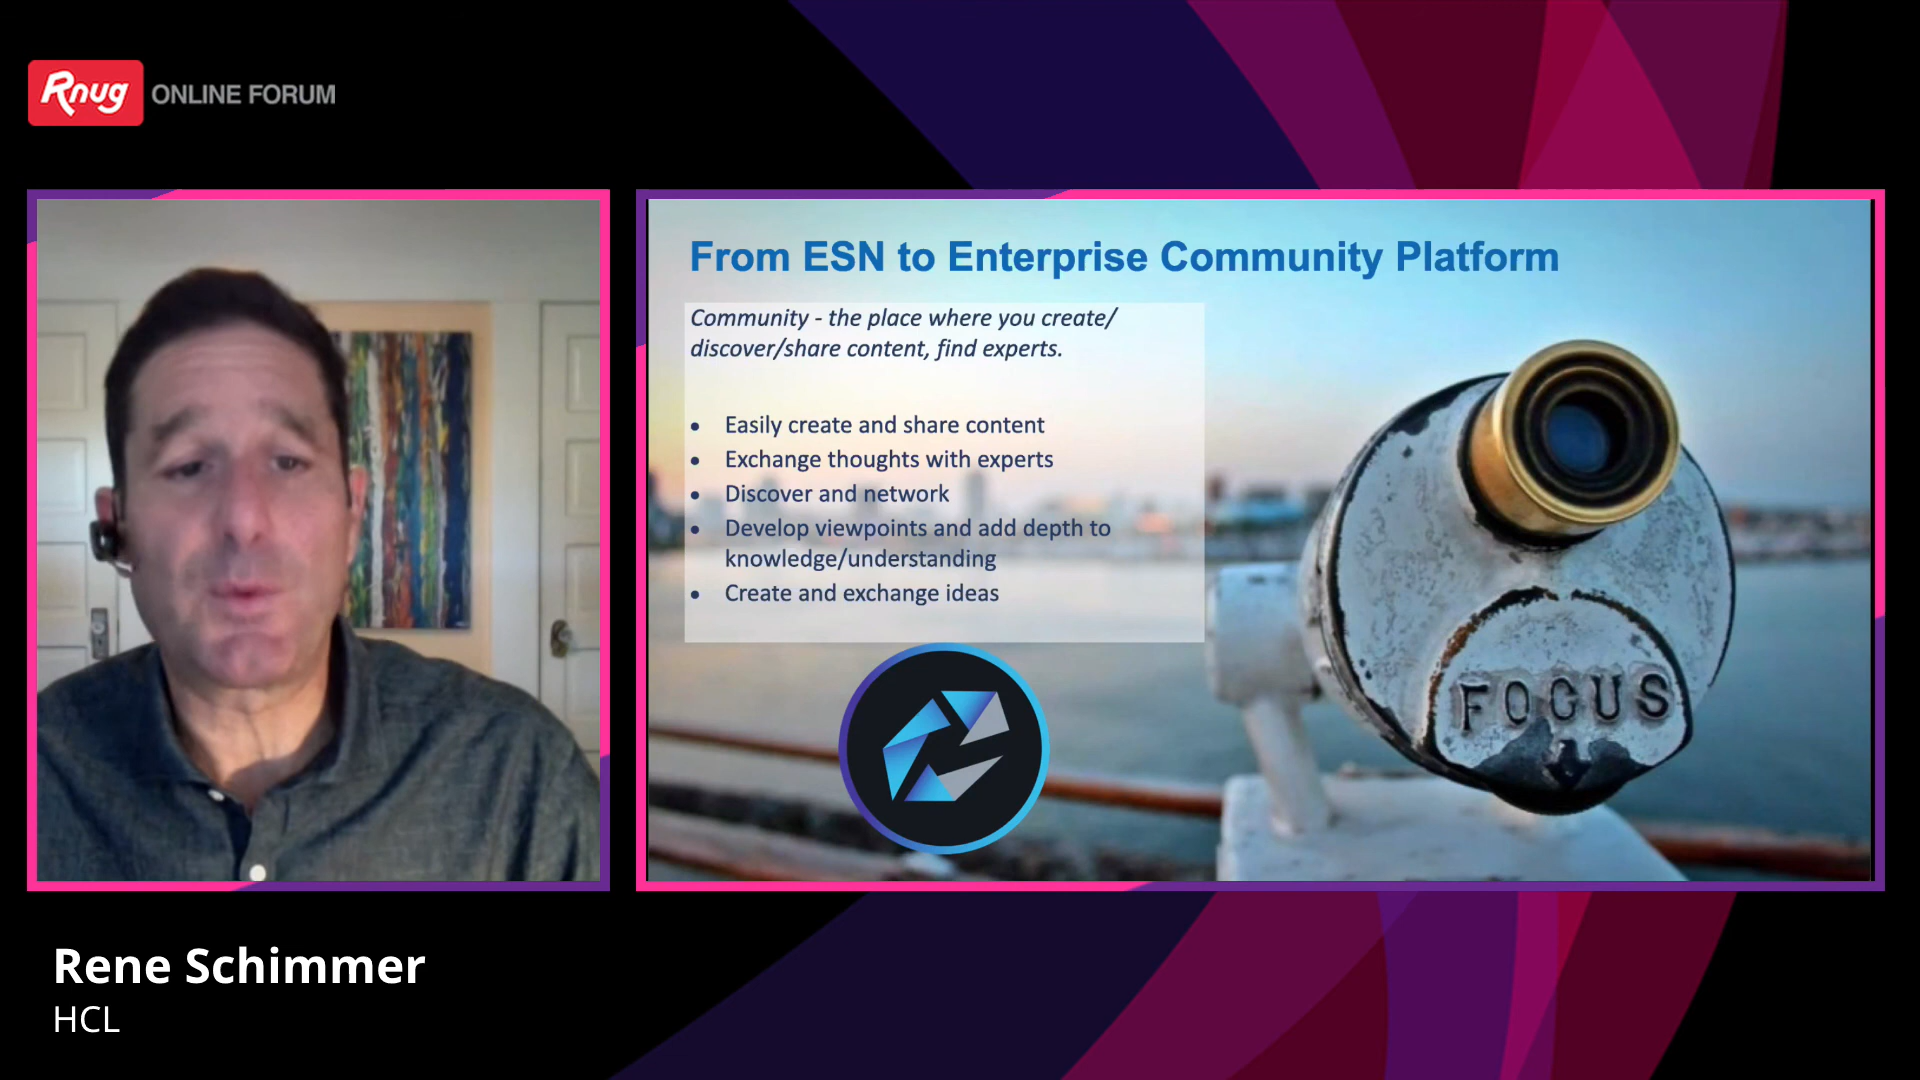 Rnug ONLINE FORUM
From ESN to Enterprise Community Platform
Community - the place where you create/
discover/share content, find experts.
• Easily create and share content
• Exchange thoughts with experts
• Discover and network
• Develop viewpoints and add depth to
knowledge/understanding
• Create and exchange ideas
FOCUS
Rene Schimmer
HCL